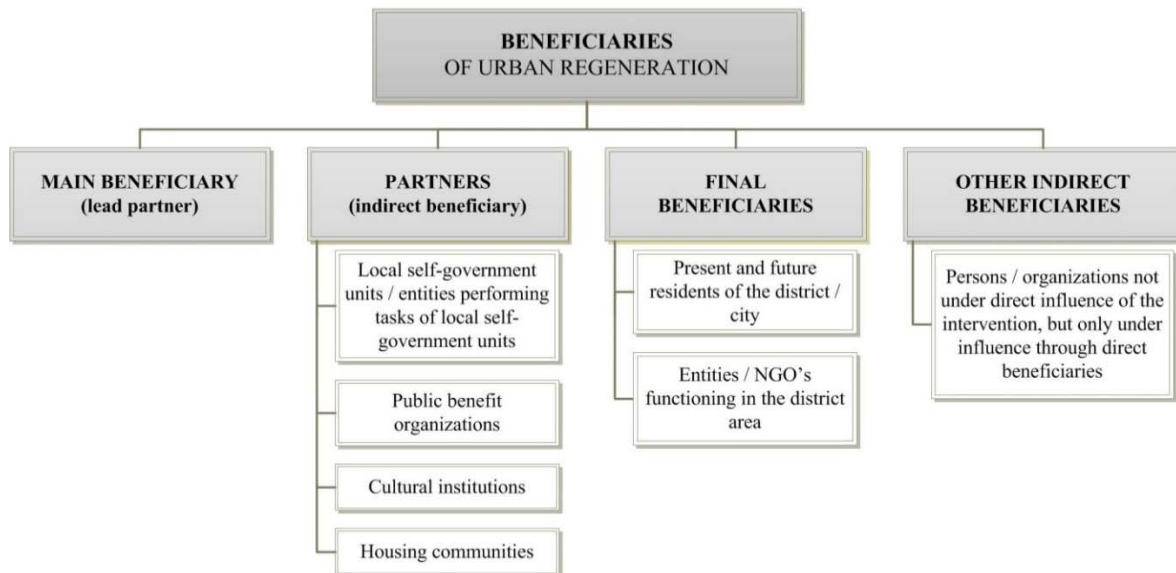 BENEFICIARIES
OF URBAN REGENERATION
MAIN BENEFICIARY
(lead partner)
PARTNERS
(indirect beneficiary)
Local self-government
units / entities performing
tasks of local self-
government units
Public benefit
organizations
Cultural institutions
Housing communities
FINAL
BENEFICIARIES
Present and future
residents of the district /
city
Entities / NGO's
functioning in the district
area
OTHER INDIRECT
BENEFICIARIES
Persons / organizations not
under direct influence of the
intervention, but only under
influence through direct
beneficiaries